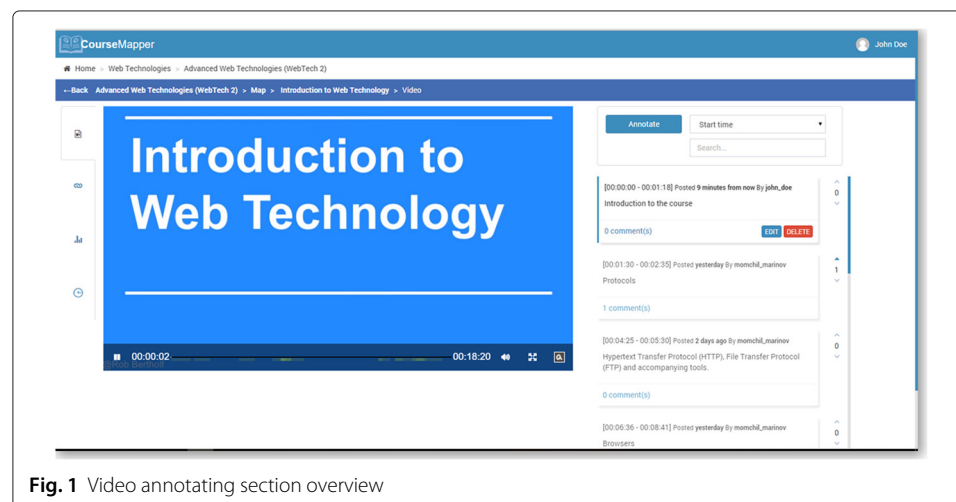 CourseMapper
John Doe
Home > Web Technologies > Advanced Web Technologies (WebTech 2)
←Back Advanced Web Technologies (WebTech 2) > Map > Introduction to Web Technology > Video
Introduction to
Web Technology
00:00:02
00:18:20
©Rob Bertholf
Annotate
Start time
Search...
[00:00:00 - 00:01:18] Posted 9 minutes from now By john_doe
0
Introduction to the course
0 comment(s)
EDIT
DELETE
[00:01:30 - 00:02:35] Posted yesterday By momchil_marinov
1
Protocols
1 comment(s)
[00:04:25 - 00:05:30] Posted 2 days ago By momchil_marinov
0
Hypertext Transfer Protocol (HTTP), File Transfer Protocol
(FTP) and accompanying tools.
0 comment(s)
[00:06:36 - 00:08:41] Posted yesterday By momchil_marinov
0
Browsers
Fig. 1 Video annotating section overview